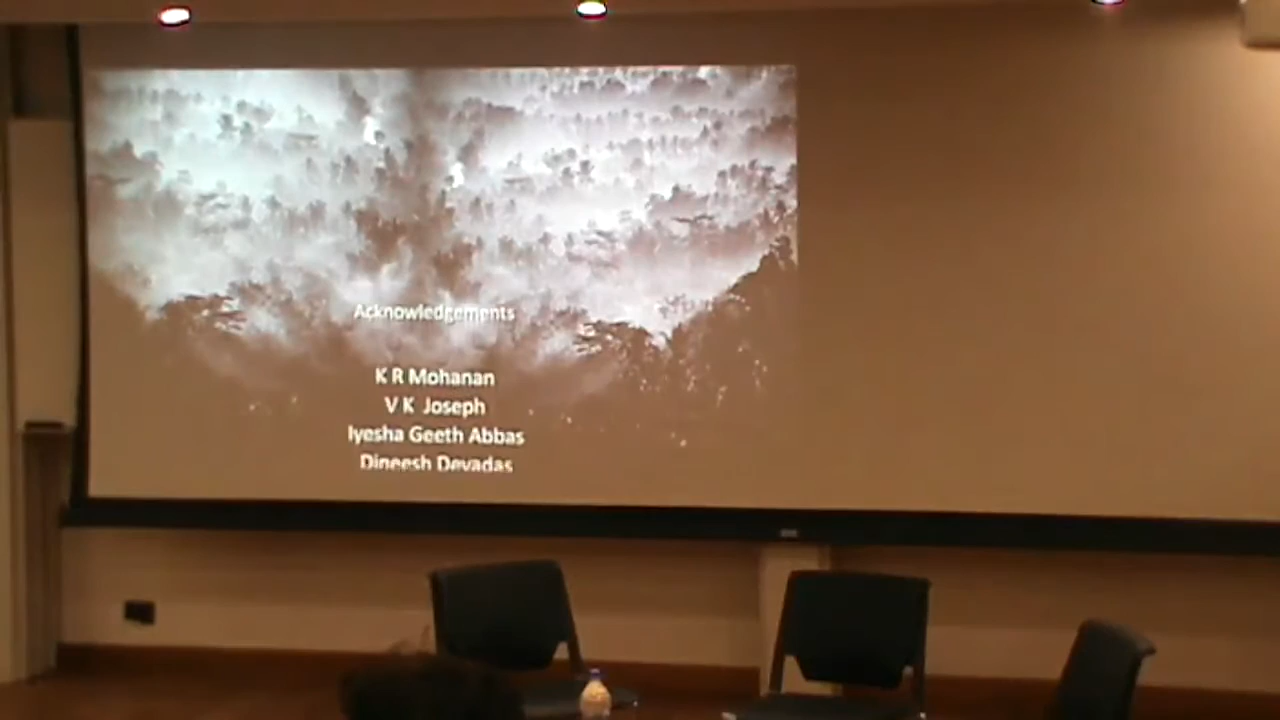 Acknowledgements
K R Mohanan
V K Joseph
Iyesha Geeth Abbas
Dineesh Devadas